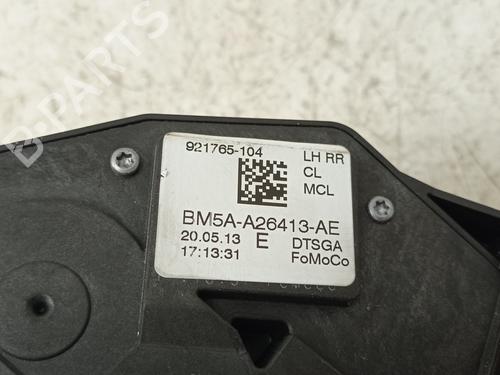 921765-104 LH RR
CL
MCL
BM5A-A26413-AE
20.05.13 E DTSGA
17:13:31 FoMoCo
B-PARTS